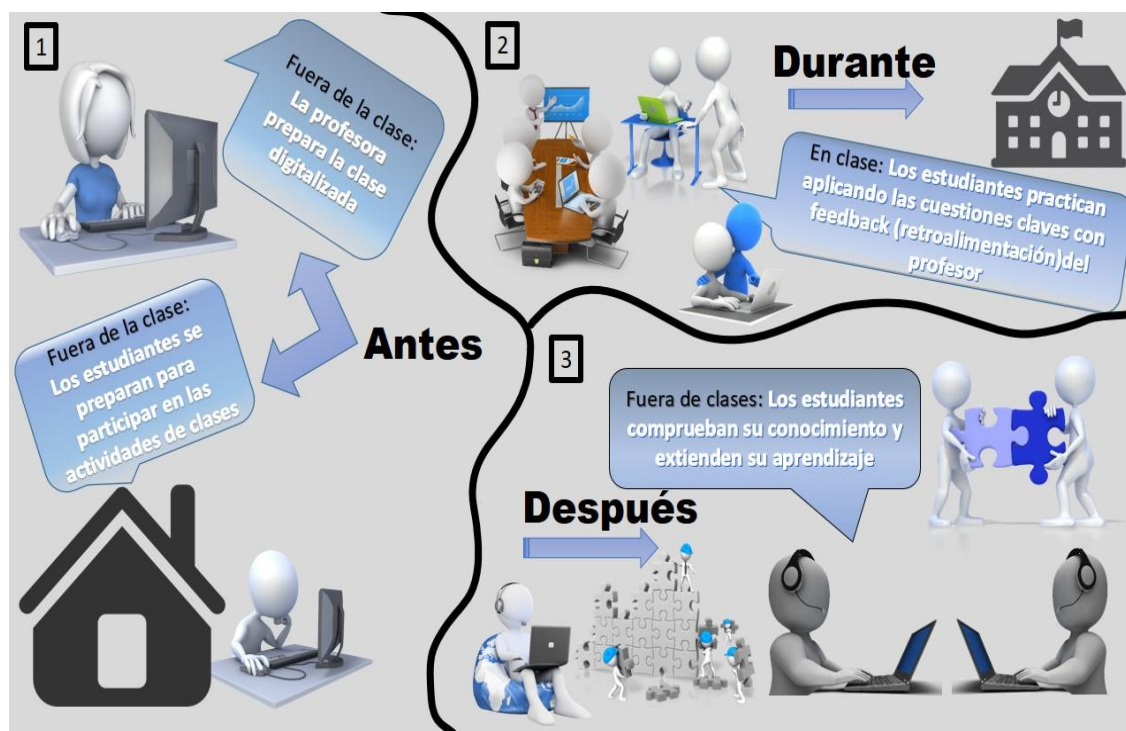 1
Fuera de la clase:
La profesora
prepara la clase
digitalizada
Fuera de la clase:
Los estudiantes se
preparan para
participar en las
actividades de clases
Antes
2
Durante
En clase: Los estudiantes practican
aplicando las cuestiones claves con
feedback (retroalimentación)del
profesor
3
Fuera de clases: Los estudiantes
comprueban su conocimiento y
extienden su aprendizaje
Después